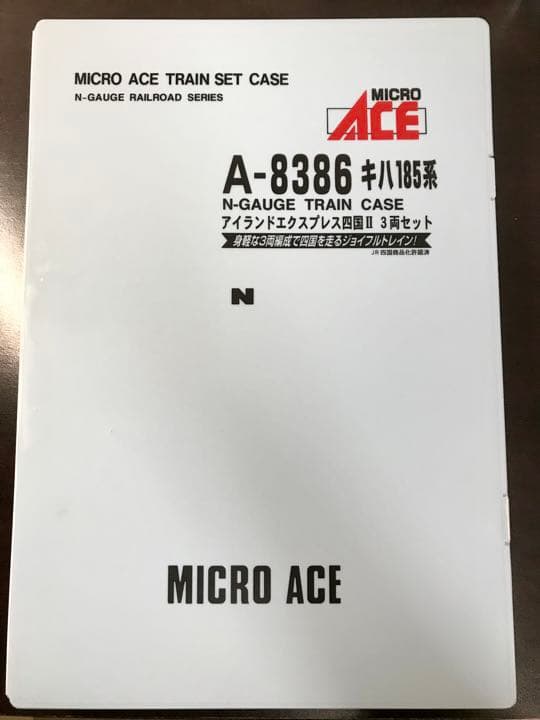 MICRO ACE TRAIN SET CASE
N-GAUGE RAILROAD SERIES
MICRO
ACE
A-8386 キハ185系
N-GAUGE TRAIN CASE
アイランドエクスプレス四国II 3両セット
身軽な3両編成で四国を走るジョイフルトレイン!
JR四国商品化許諾済
N
MICRO ACE